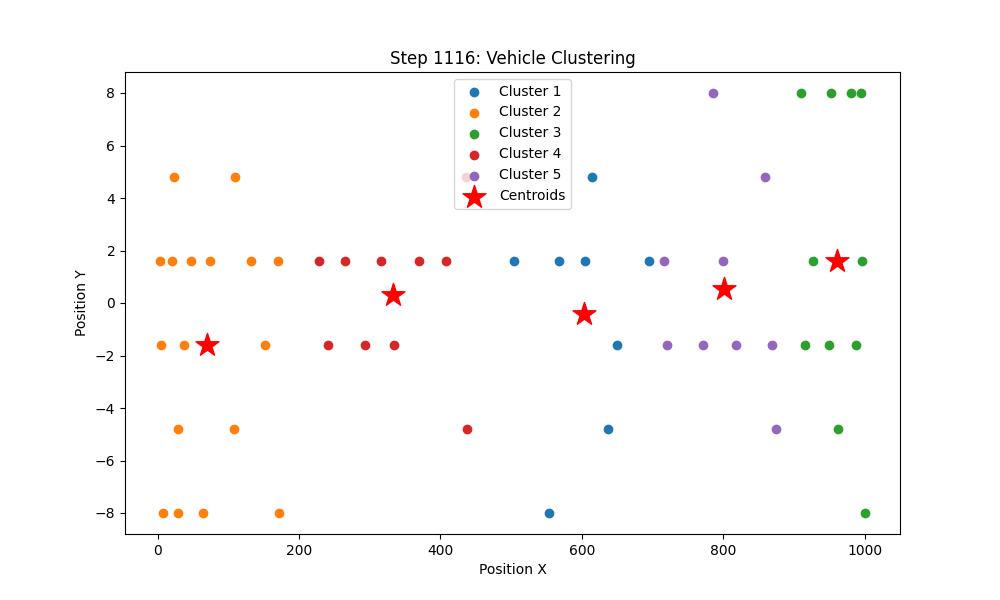 Step 1116: Vehicle Clustering
Cluster 1
Cluster 2
Cluster 3
Cluster 4
Cluster 5
Centroids
Position Y
8
6
4
2
0
−2
−4
−6
−8
0 200 400 600 800 1000
Position X